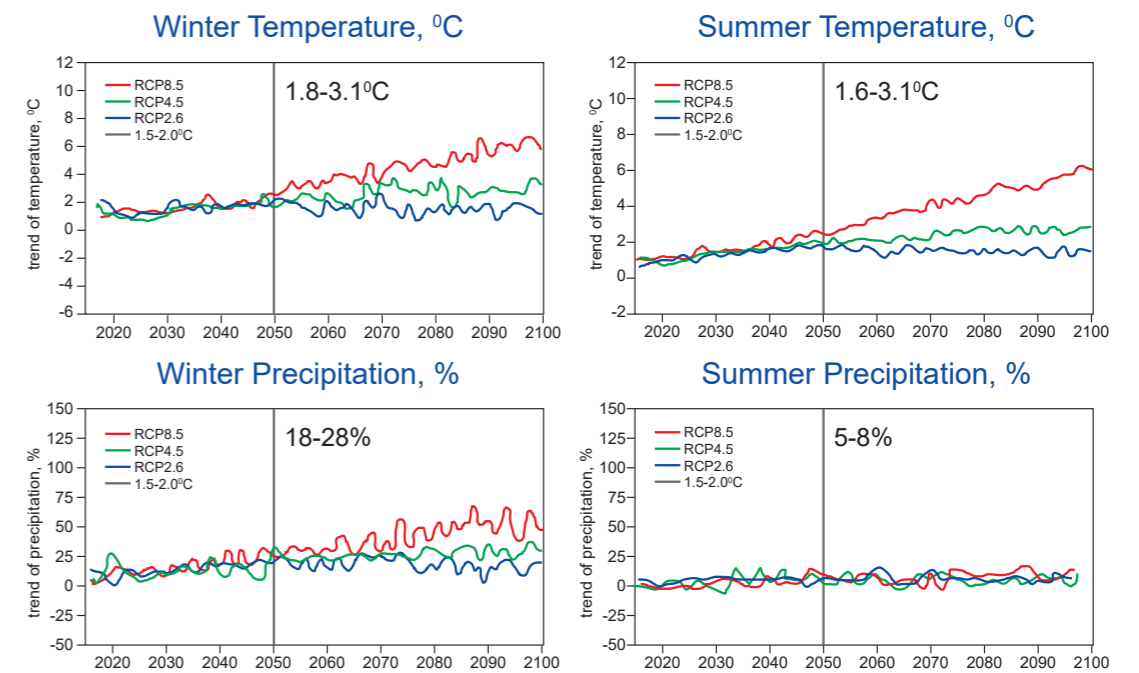 Winter Temperature, ⁰C
trend of temperature, ⁰C
12
10
8
6
4
2
0
-2
-4
-6
RCP8.5
RCP4.5
RCP2.6
1.5-2.0⁰C
1.8-3.1⁰C
2020 2030 2040 2050 2060 2070 2080 2090 2100
Summer Temperature, ⁰C
trend of temperature, ⁰C
12
10
8
6
4
2
0
-2
RCP8.5
RCP4.5
RCP2.6
1.5-2.0⁰C
1.6-3.1⁰C
2020 2030 2040 2050 2060 2070 2080 2090 2100
Winter Precipitation, %
trend of precipitation, %
150
125
100
75
50
25
0
-25
-50
RCP8.5
RCP4.5
RCP2.6
1.5-2.0⁰C
18-28%
2020 2030 2040 2050 2060 2070 2080 2090 2100
Summer Precipitation, %
trend of precipitation, %
150
125
100
75
50
25
0
-25
-50
RCP8.5
RCP4.5
RCP2.6
1.5-2.0⁰C
5-8%
2020 2030 2040 2050 2060 2070 2080 2090 2100